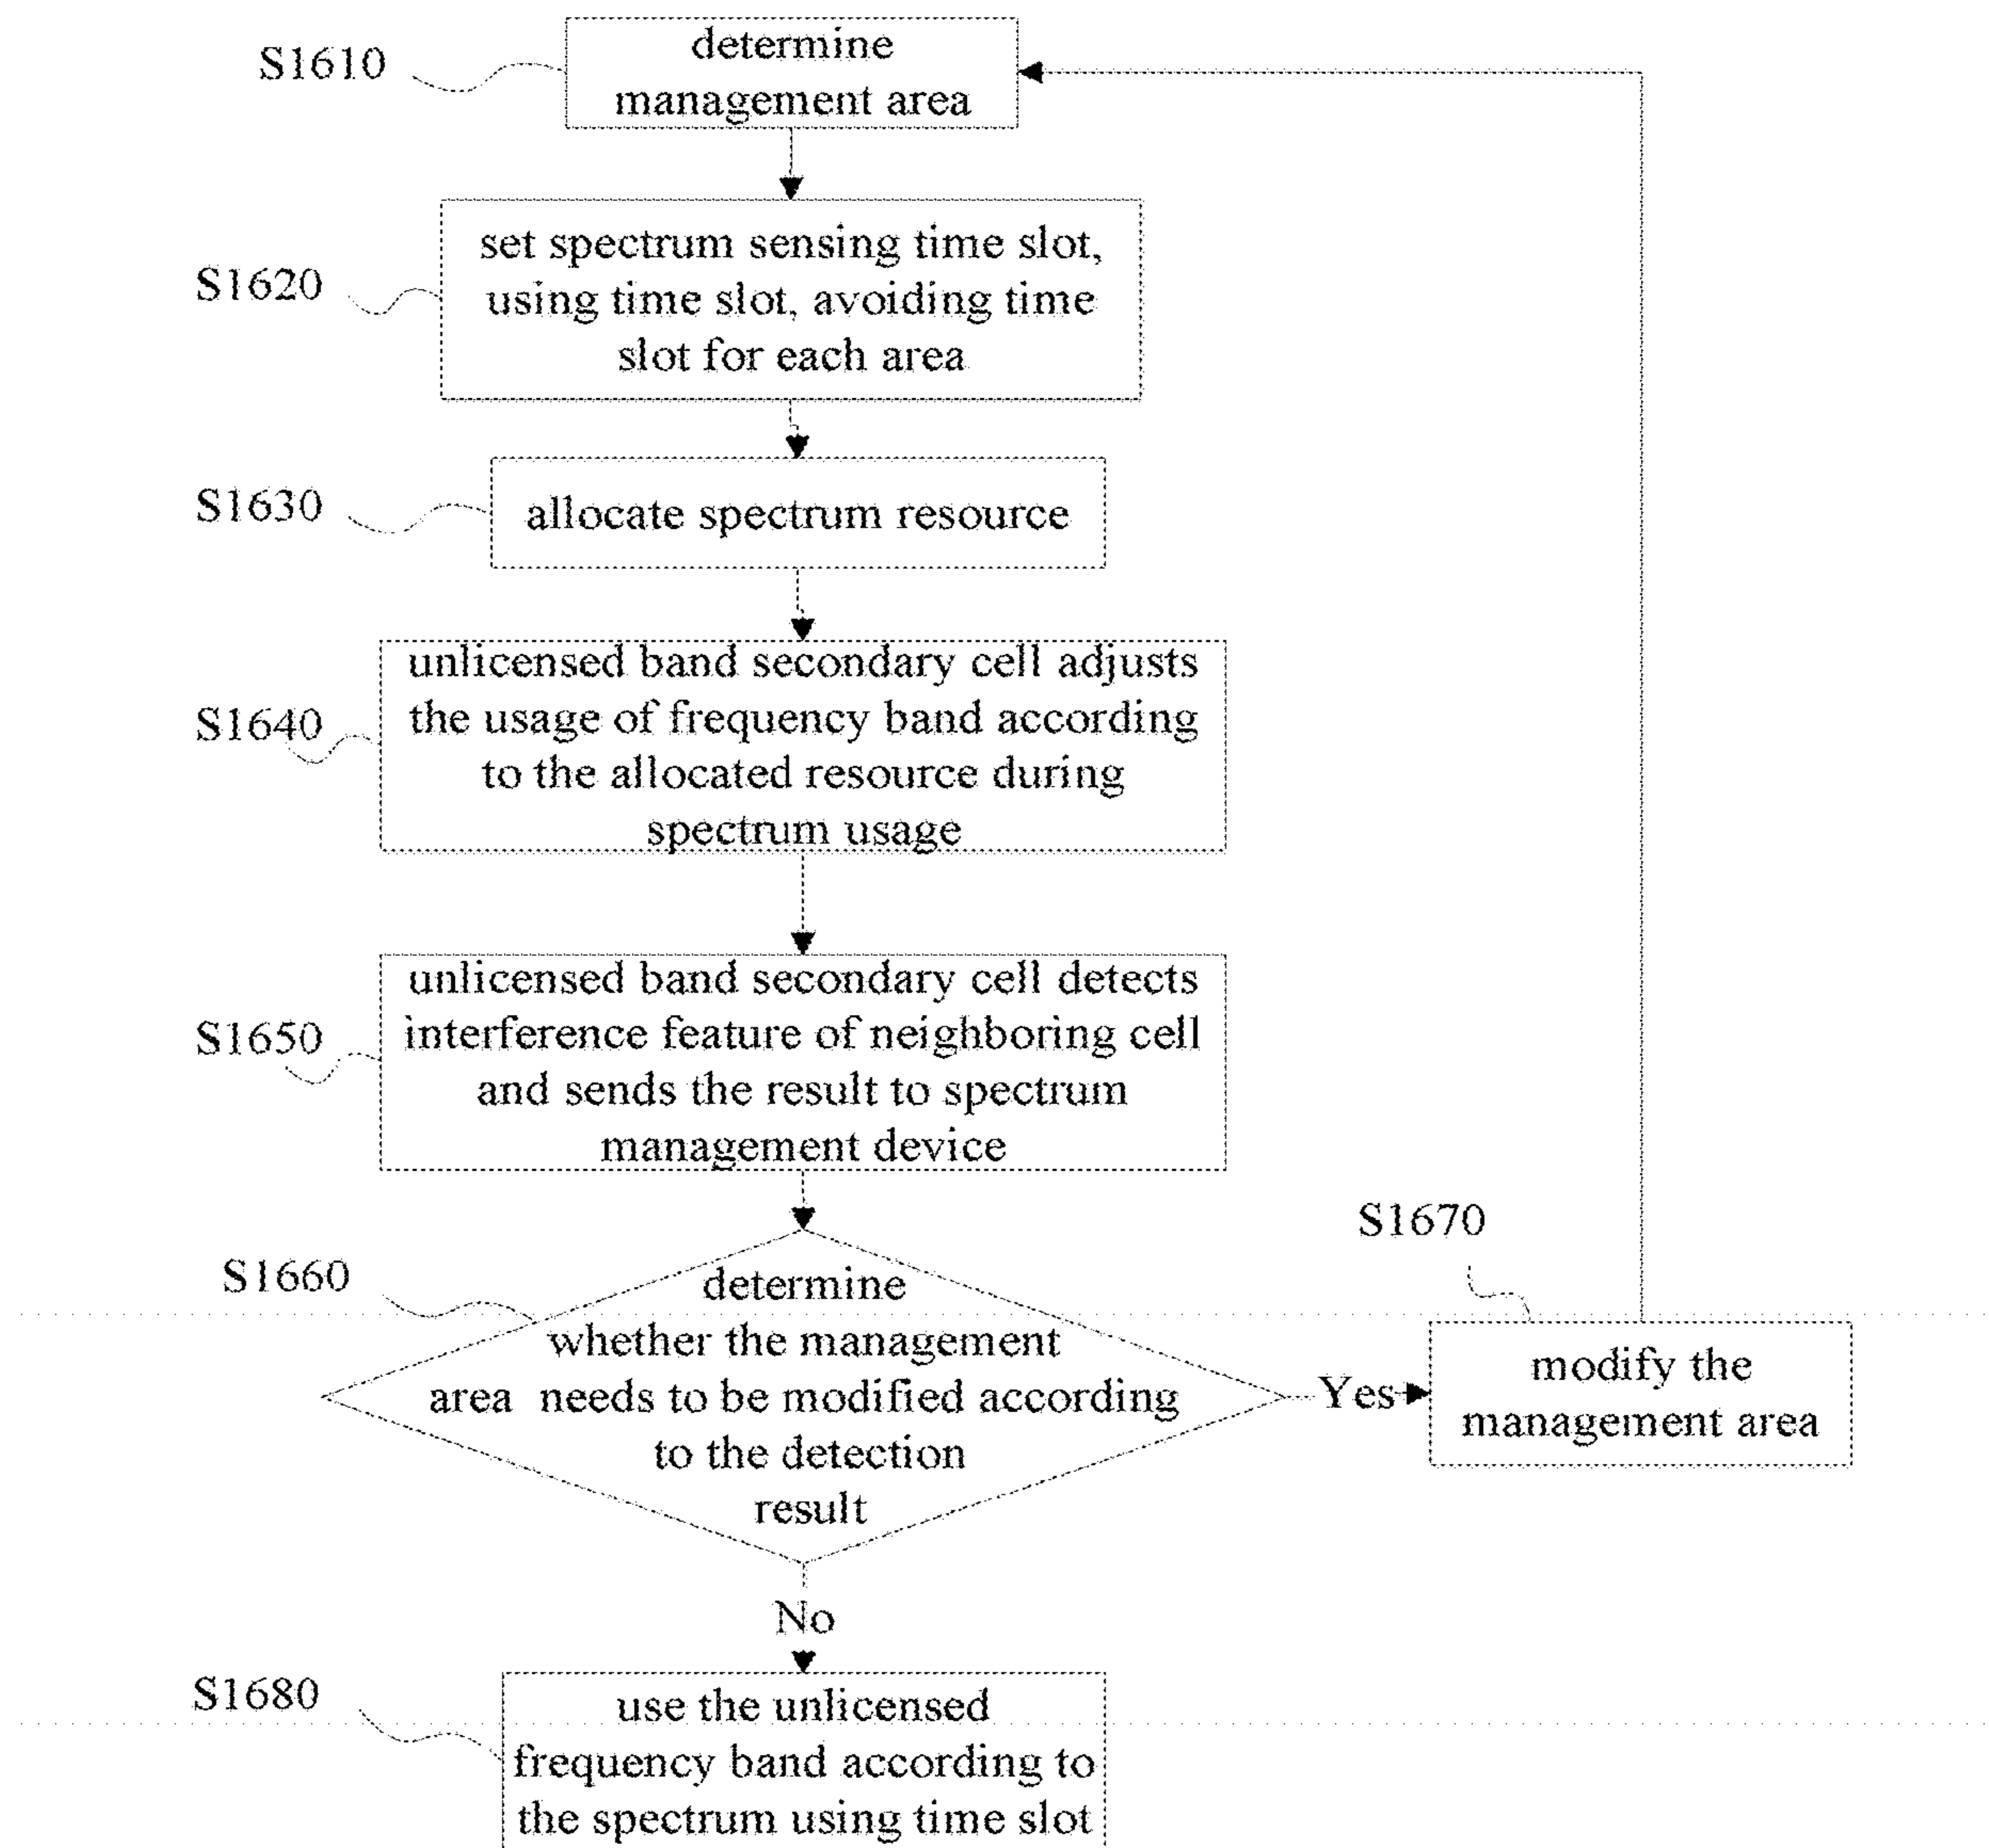 S1610
determine
management area
S1620
set spectrum sensing time slot,
using time slot, avoiding time
slot for each area
S1630
allocate spectrum resource
S1640
unlicensed band secondary cell adjusts
the usage of frequency band according
to the allocated resource during
spectrum usage
S1650
unlicensed band secondary cell detects
interference feature of neighboring cell
and sends the result to spectrum
management device
S1660
determine
whether the management
area needs to be modified according
to the detection
result
Yes
S1670
modify the
management area
No
S1680
use the unlicensed
frequency band according to
the spectrum using time slot